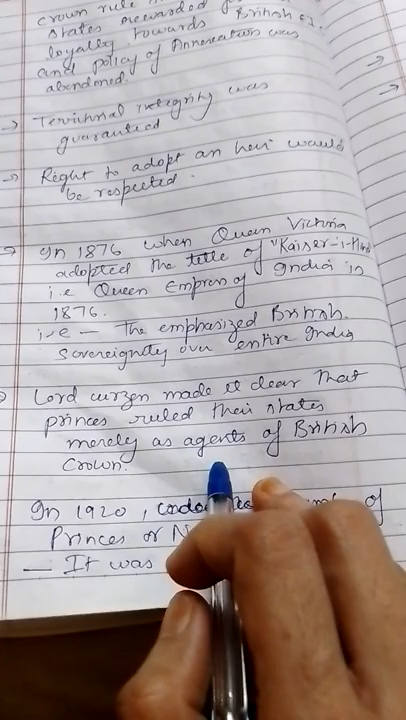 crown rule
states rewarded British
loyalty towards
and policy of Annexation was
abandoned.
→ Territorial integrity was
guaranteed
→ Right to adopt an heir would
be respected.
→ In 1876 when Queen Victoria
adopted the title of "Kaiser-i-Hind
i.e Queen Empress of India in
1876.
i.e — The emphasized British
Sovereignity over entire India
Lord curzon made it clear that
princes ruled their states
merely as agents of British
Crown.
In 1920, of
Princes or
— It was